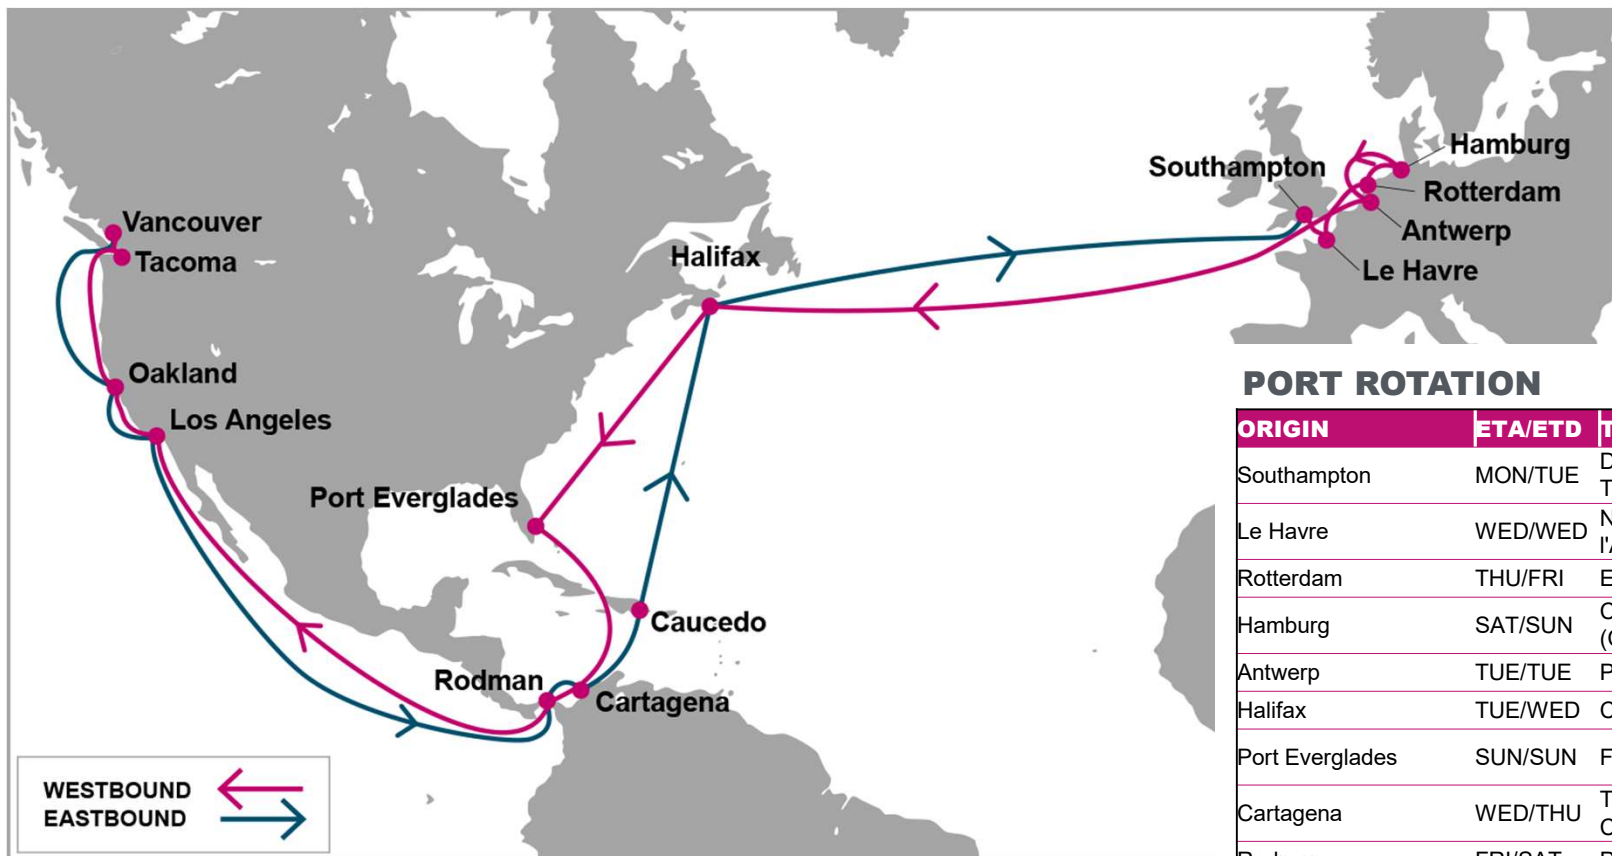 Hamburg
Southampton
Rotterdam
Vancouver
Antwerp
Tacoma
Halifax
Le Havre
Oakland
Los Angeles
Port Everglades
Caucedo
Rodman
Cartagena
WESTBOUND
EASTBOUND
PORT ROTATION
ORIGIN ETA/ETD
Southampton MON/TUE
Le Havre WED/WED
Rotterdam THU/FRI
Hamburg SAT/SUN
Antwerp TUE/TUE
Halifax TUE/WED
Port Everglades SUN/SUN
Cartagena WED/THU